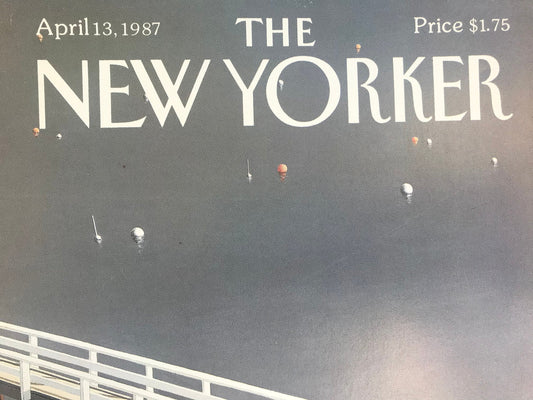 April 13, 1987
THE
Price $1.75
NEW YORKER